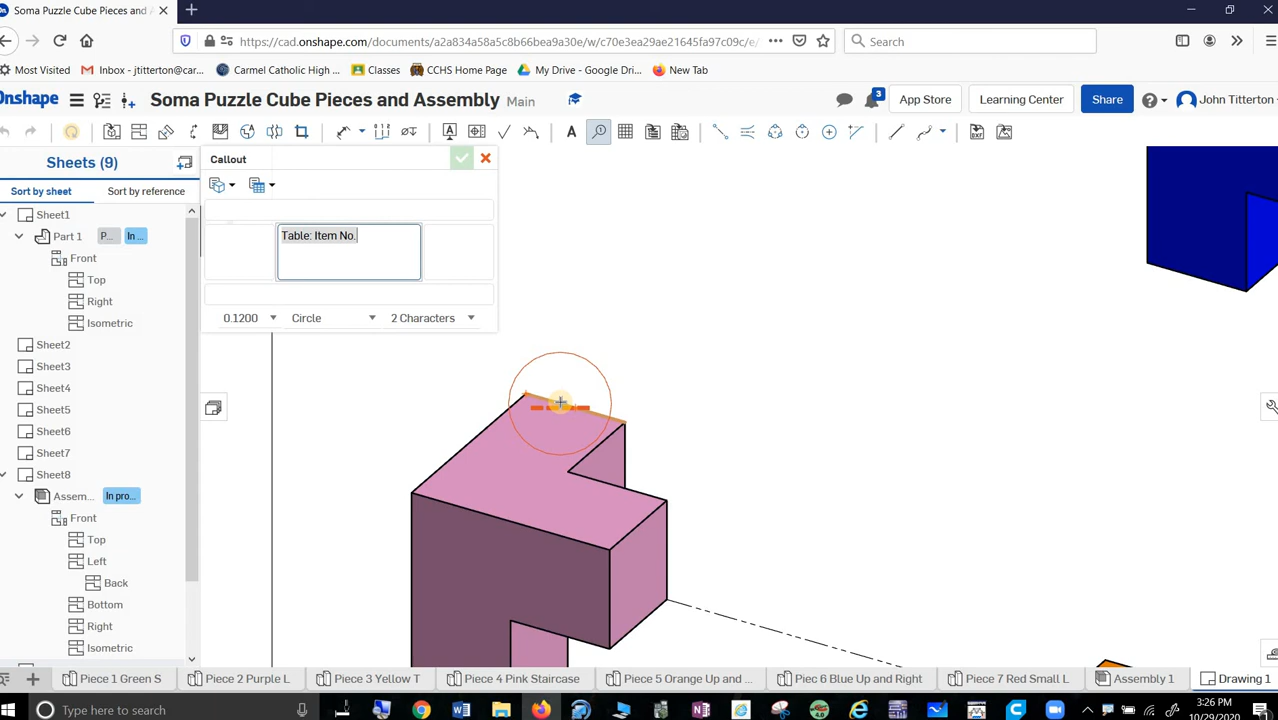 Soma Puzzle Cube Pieces and A
https://cad.onshape.com/documents/a2a834a58a5c8b66bea9a30e/w/c70e3ea29ae21645fa97c09c/e/
Search
Most Visited
Inbox - jtitterton@car...
Carmel Catholic High ...
Classes
CCHS Home Page
My Drive - Google Dri...
New Tab
Onshape
Soma Puzzle Cube Pieces and Assembly
Main
3
App Store
Learning Center
Share
John Titterton
Sheets (9)
Sort by sheet
Sort by reference
Sheet1
Part 1
P...
In ...
Front
Top
Right
Isometric
Sheet2
Sheet3
Sheet4
Sheet5
Sheet6
Sheet7
Sheet8
Assem...
In pro...
Front
Top
Left
Back
Bottom
Right
Isometric
Callout
Table: Item No.
0.1200
Circle
2 Characters
Piece 1 Green S
Piece 2 Purple L
Piece 3 Yellow T
Piece 4 Pink Staircase
Piece 5 Orange Up and ...
Piec 6 Blue Up and Right
Piece 7 Red Small L
Assembly 1
Drawing 1
Type here to search
3:26 PM
10/29/2020